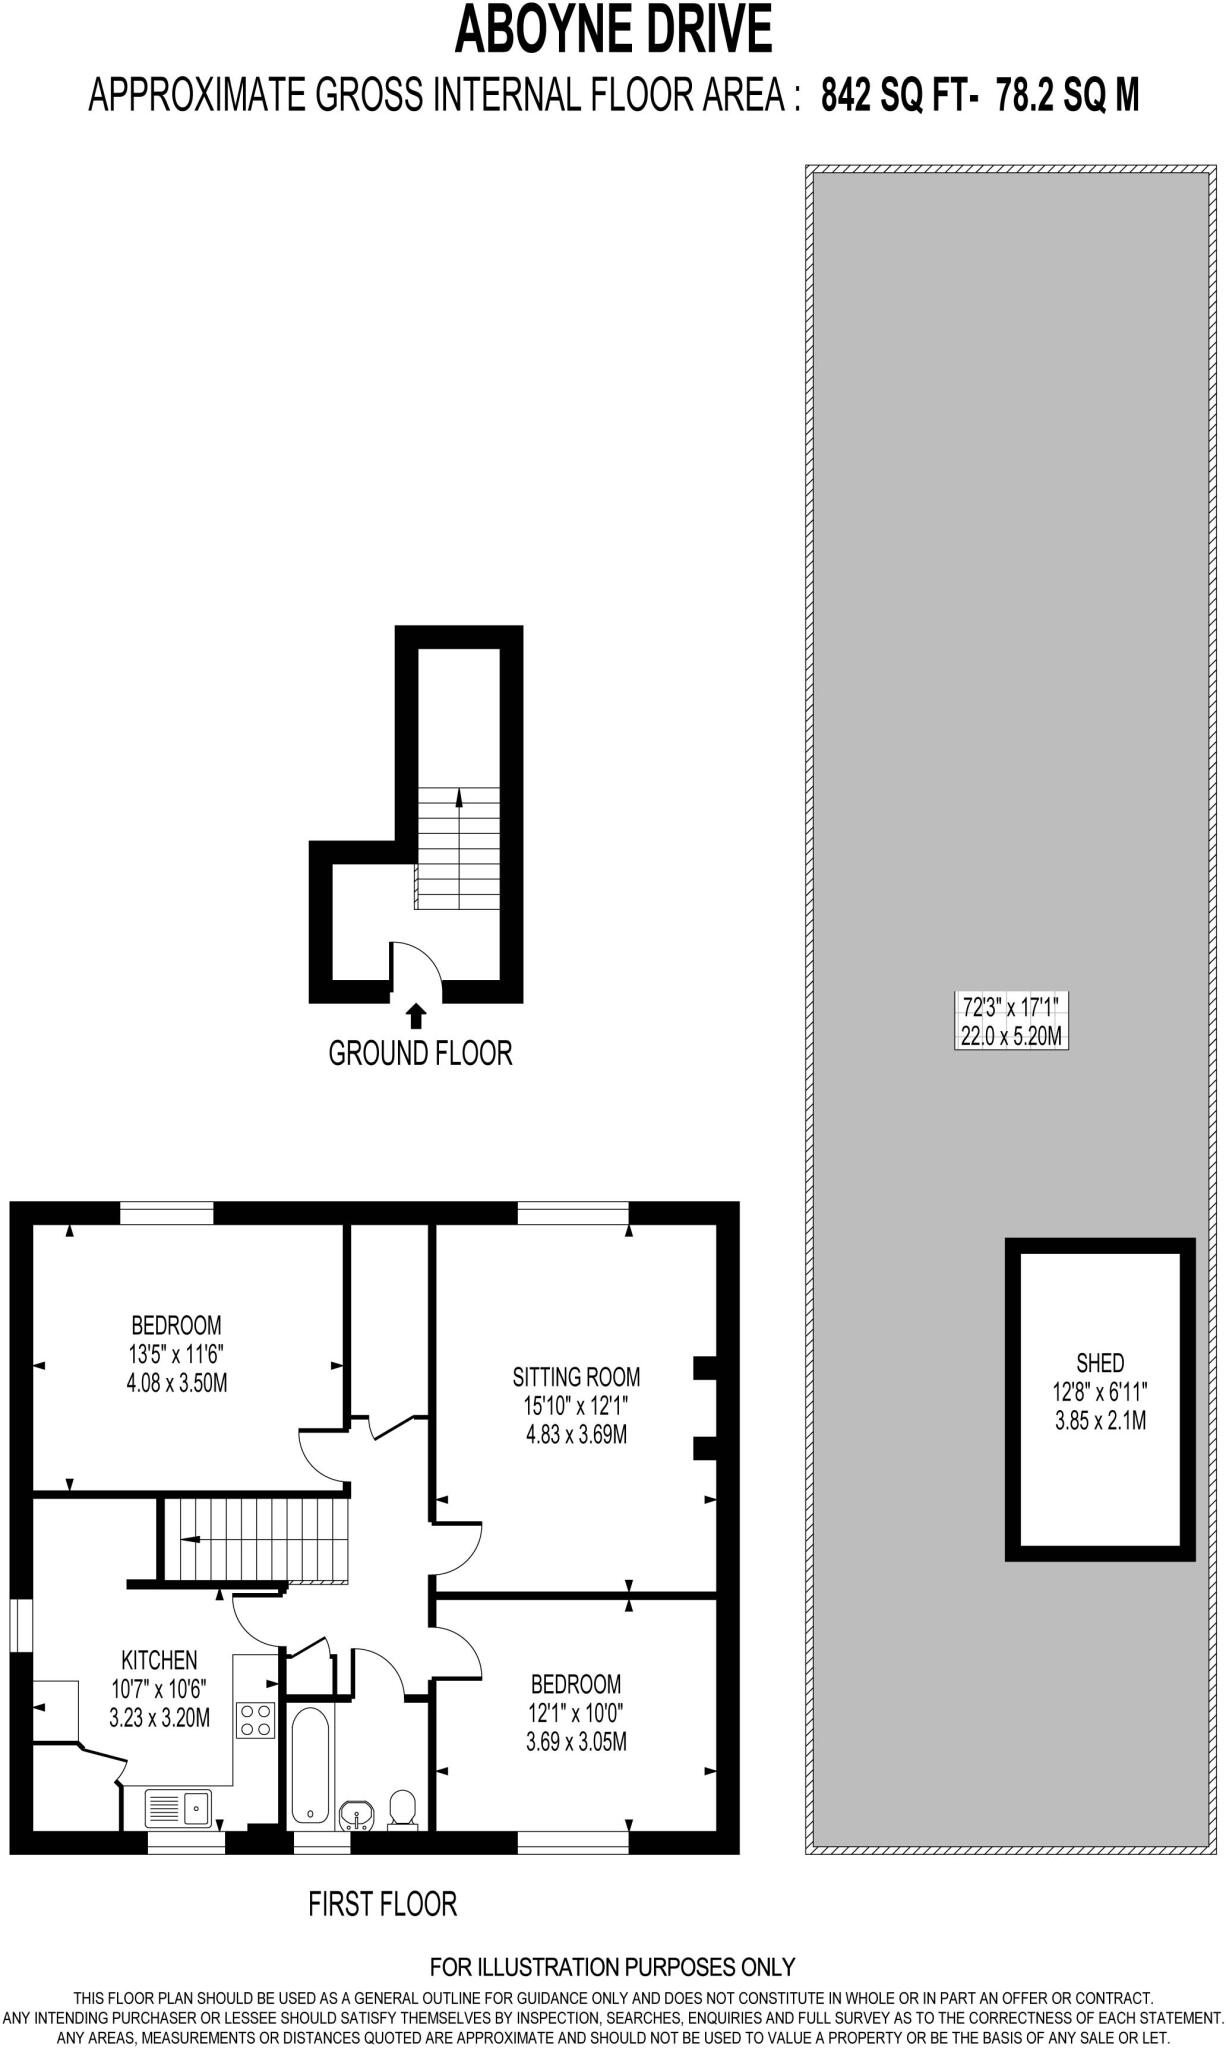 ABOYNE DRIVE
APPROXIMATE GROSS INTERNAL FLOOR AREA : 842 SQ FT- 78.2 SQ M
72'3" x 17'1"
22.0 x 5.20M
GROUND FLOOR
BEDROOM
13'5" x 11'6"
4.08 x 3.50M
SITTING ROOM
15'10" x 12'1"
4.83 x 3.69M
SHED
12'8" x 6'11"
3.85 x 2.1M
KITCHEN
10'7" x 10'6"
3.23 x 3.20M
BEDROOM
12'1" x 10'0"
3.69 x 3.05M
FIRST FLOOR
FOR ILLUSTRATION PURPOSES ONLY
THIS FLOOR PLAN SHOULD BE USED AS A GENERAL OUTLINE FOR GUIDANCE ONLY AND DOES NOT CONSTITUTE IN WHOLE OR IN PART AN OFFER OR CONTRACT.
ANY INTENDING PURCHASER OR LESSEE SHOULD SATISFY THEMSELVES BY INSPECTION, SEARCHES, ENQUIRIES AND FULL SURVEY AS TO THE CORRECTNESS OF EACH STATEMENT.
ANY AREAS, MEASUREMENTS OR DISTANCES QUOTED ARE APPROXIMATE AND SHOULD NOT BE USED TO VALUE A PROPERTY OR BE THE BASIS OF ANY SALE OR LET.